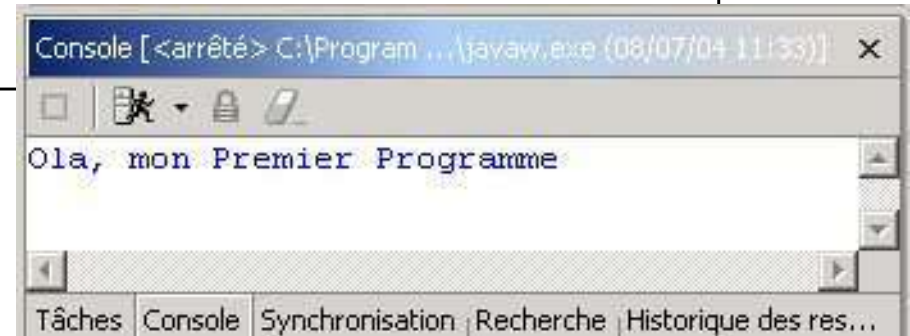 Console [<arrêté> C:\Program ...\javaw.exe (08/07/04 11:33)]
Ola, mon Premier Programme
Tâches Console Synchronisation Recherche Historique des res...